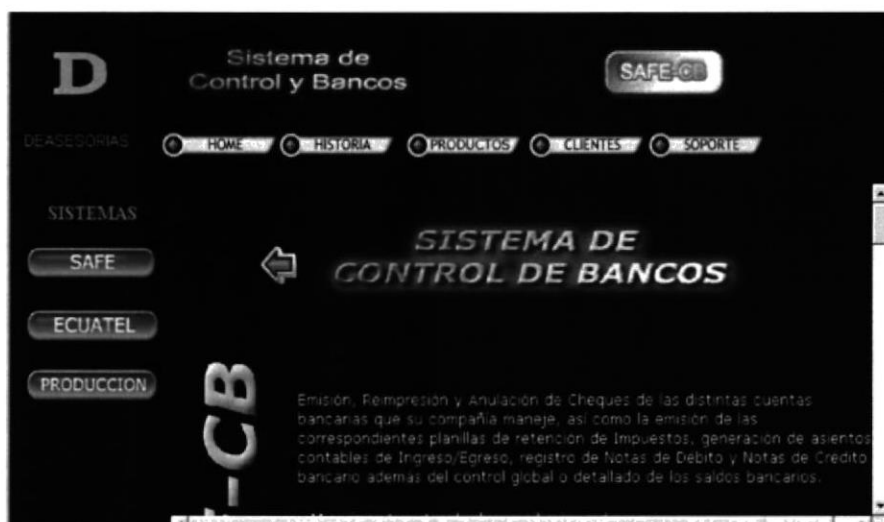 D
Sistema de
Control y Bancos
SAFE-CB
DEASESORIAS
HOME
HISTORIA
PRODUCTOS
CLIENTES
SOPORTE
SISTEMAS
SAFE
ECUATEL
PRODUCCION
SISTEMA DE
CONTROL DE BANCOS
-CB
Emisión, Reimpresión y Anulación de Cheques de las distintas cuentas
bancarias que su compañía maneje, así como la emisión de las
correspondientes planillas de retención de Impuestos, generación de asientos
contables de Ingreso/Egreso, registro de Notas de Débito y Notas de Crédito
bancario además del control global o detallado de los saldos bancarios.